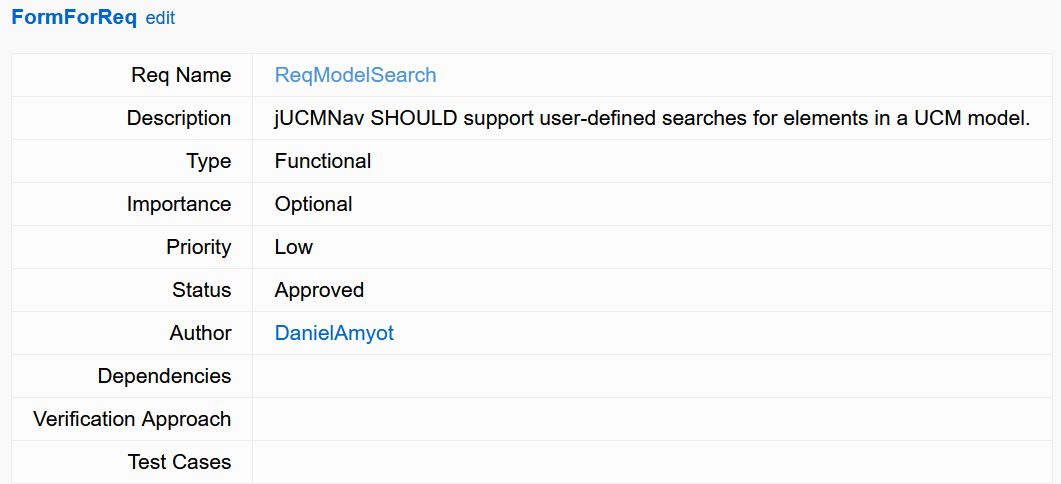 FormForReq edit
Req Name ReqModelSearch
Description jUCMNav SHOULD support user-defined searches for elements in a UCM model.
Type Functional
Importance Optional
Priority Low
Status Approved
Author DanielAmyot
Dependencies
Verification Approach
Test Cases